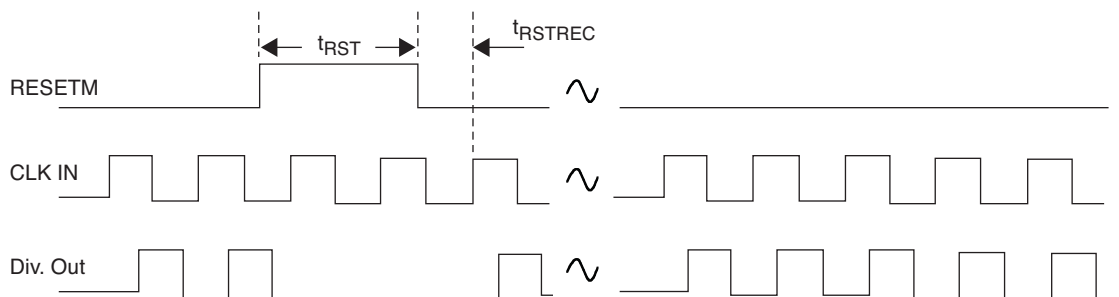 tRST
tRSTREC
RESETM
CLK IN
Div. Out